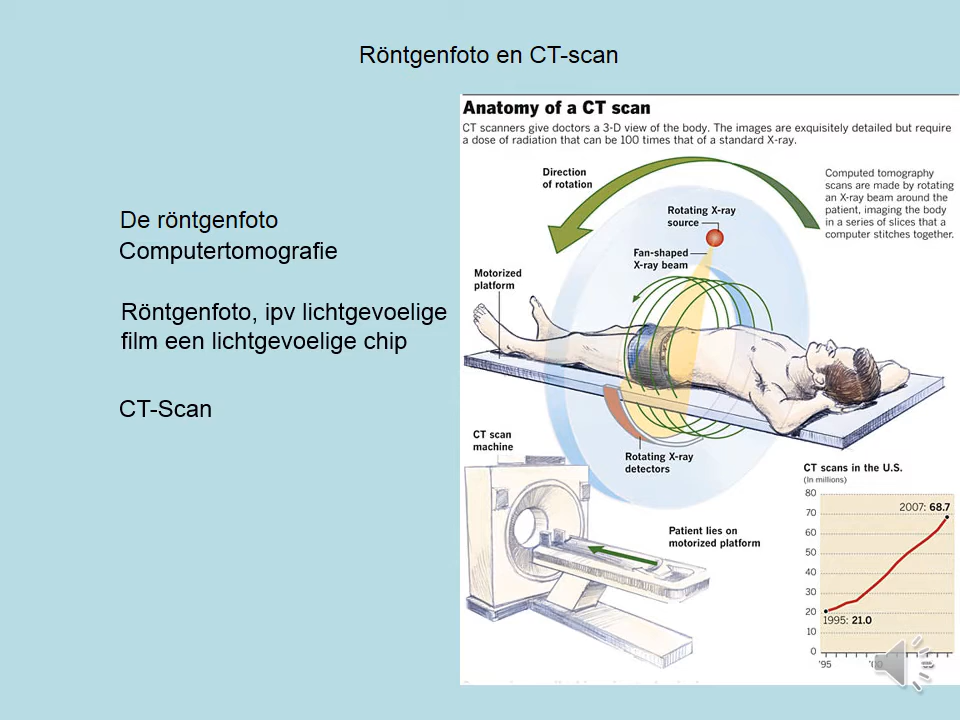 Röntgenfoto en CT-scan
De röntgenfoto
Computertomografie
Röntgenfoto, ipv lichtgevoelige
film een lichtgevoelige chip
CT-Scan
Anatomy of a CT scan
CT scanners give doctors a 3-D view of the body. The images are exquisitely detailed but require
a dose of radiation that can be 100 times that of a standard X-ray.
Direction
of rotation
Computed tomography
scans are made by rotating
an X-ray beam around the
patient, imaging the body
in a series of slices that a
computer stitches together.
Rotating X-ray
source
Fan-shaped
X-ray beam
Motorized
platform
CT scan
machine
Rotating X-ray
detectors
Patient lies on
motorized platform
CT scans in the U.S.
(In millions)
80
70
60
50
40
30
20
10
0
2007: 68.7
1995: 21.0
'95
'00